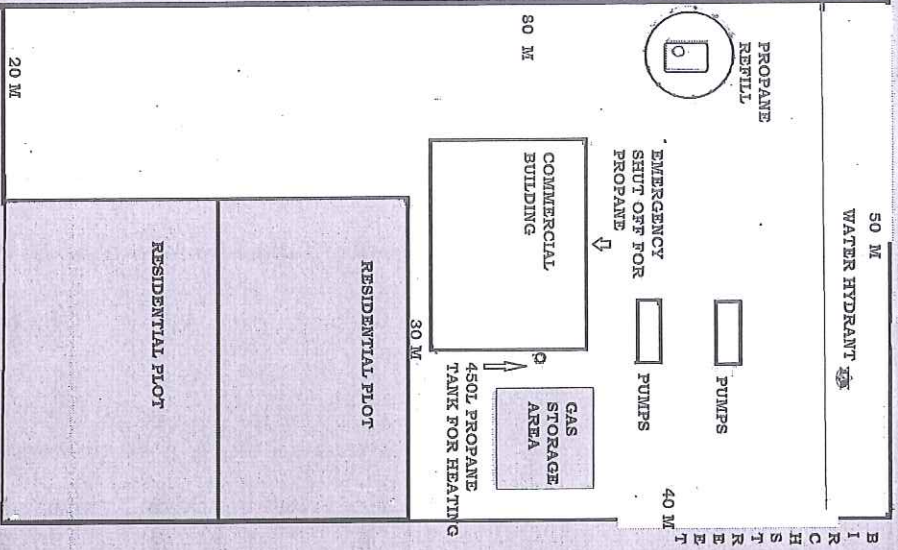 50 M
WATER HYDRANT
PROPANE
REFILL
80 M
EMERGENCY
SHUT OFF FOR
PROPANE
PUMPS
PUMPS
COMMERCIAL
BUILDING
GAS
STORAGE
AREA
450L PROPANE
TANK FOR HEATING
40 M
BIRCH STREET
30 M
RESIDENTIAL PLOT
RESIDENTIAL PLOT
20 M